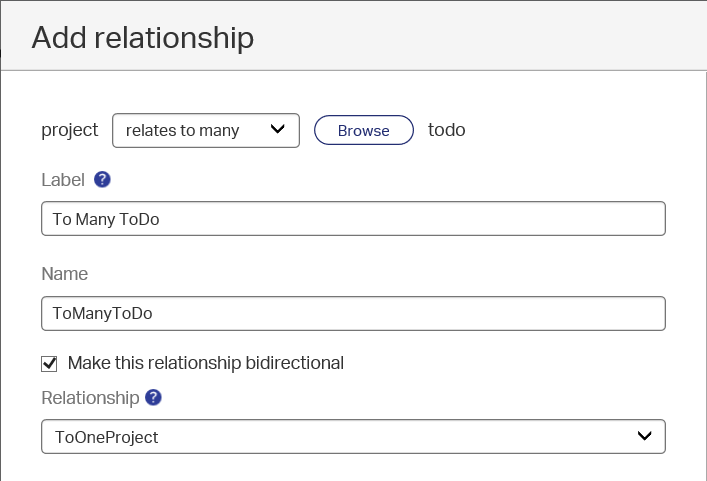 Add relationship
project relates to many Browse todo
Label ?
To Many ToDo
Name
ToManyToDo
Make this relationship bidirectional
Relationship ?
ToOneProject